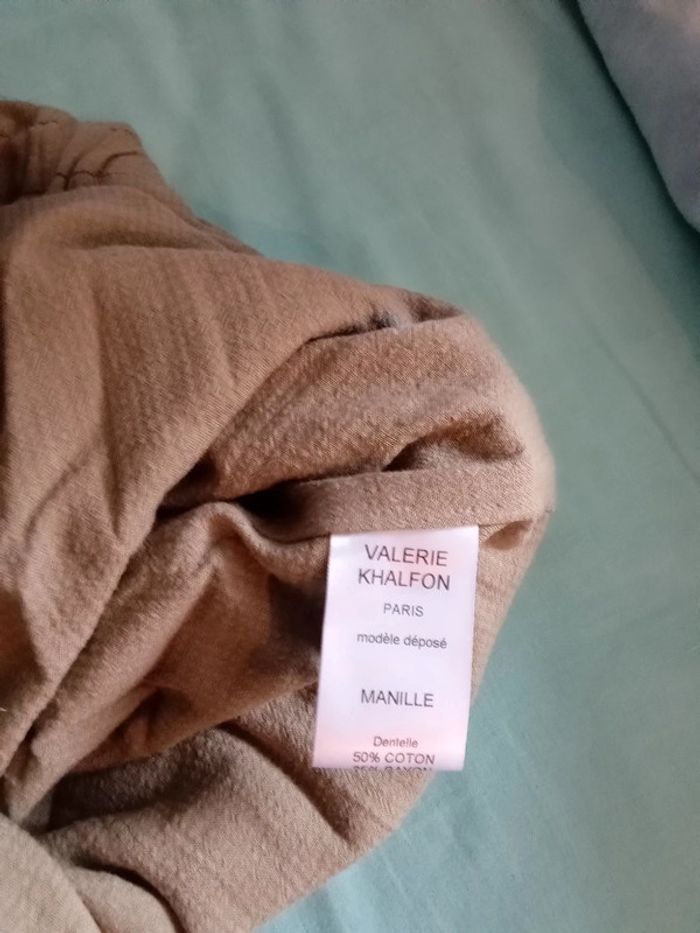 VALERIE
KHALFON
PARIS
modèle déposé
MANILLE
Dentelle
50% COTON